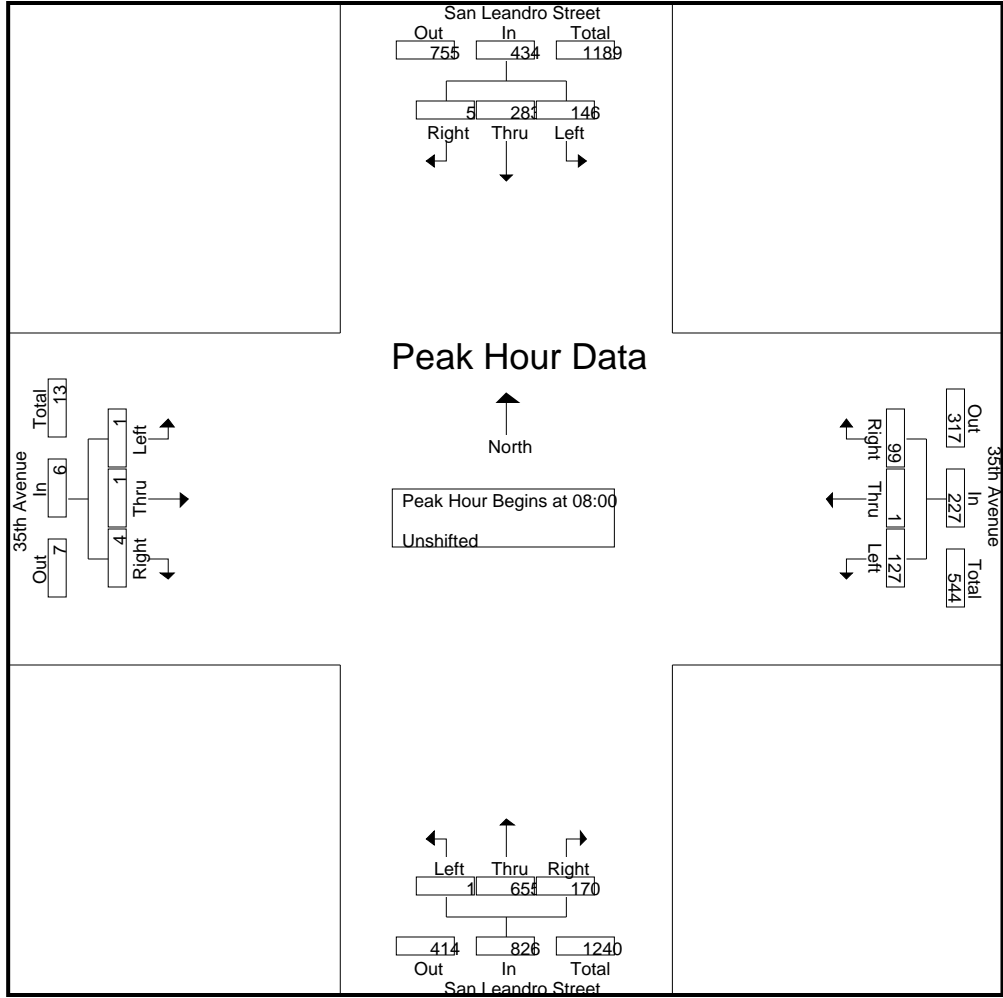 San Leandro Street
Out In Total
755 434 1189
5 283 146
Right Thru Left
Peak Hour Data
North
Peak Hour Begins at 08:00
Unshifted
35th Avenue
Total In Out
13 6 7
1 1 4
Left Thru Right
35th Avenue
Out In Total
317 227 544
99 1 127
Right Thru Left
Left Thru Right
1 655 170
414 826 1240
Out In Total
San Leandro Street